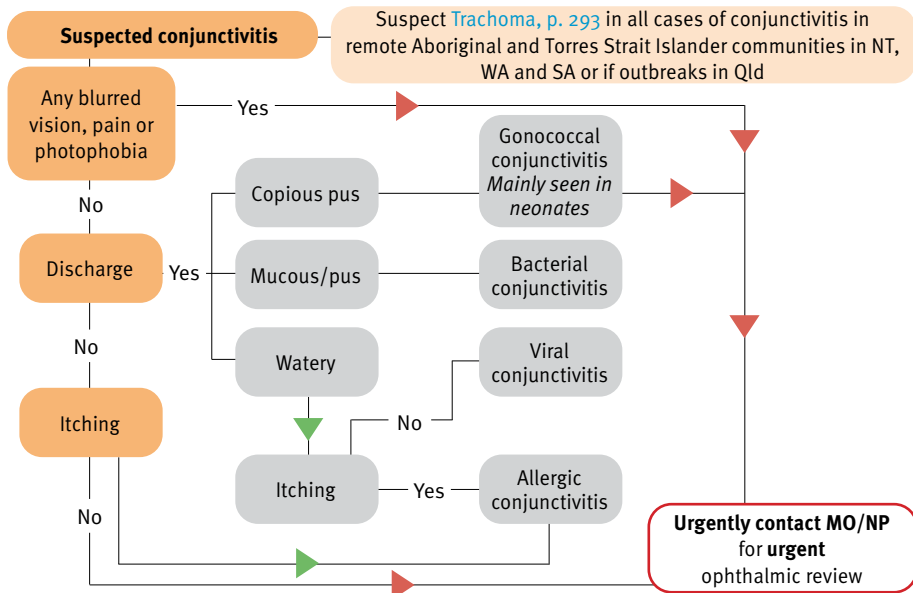 Suspected conjunctivitis
Suspect Trachoma, p. 293 in all cases of conjunctivitis in
remote Aboriginal and Torres Strait Islander communities in NT,
WA and SA or if outbreaks in Qld
Any blurred
vision, pain or
photophobia
Yes
No
Copious pus
Gonococcal
conjunctivitis
Mainly seen in
neonates
Discharge
Yes
Mucous/pus
Bacterial
conjunctivitis
No
Watery
Viral
conjunctivitis
No
Itching
Itching
Yes
Allergic
conjunctivitis
No
Urgently contact MO/NP
for urgent
ophthalmic review